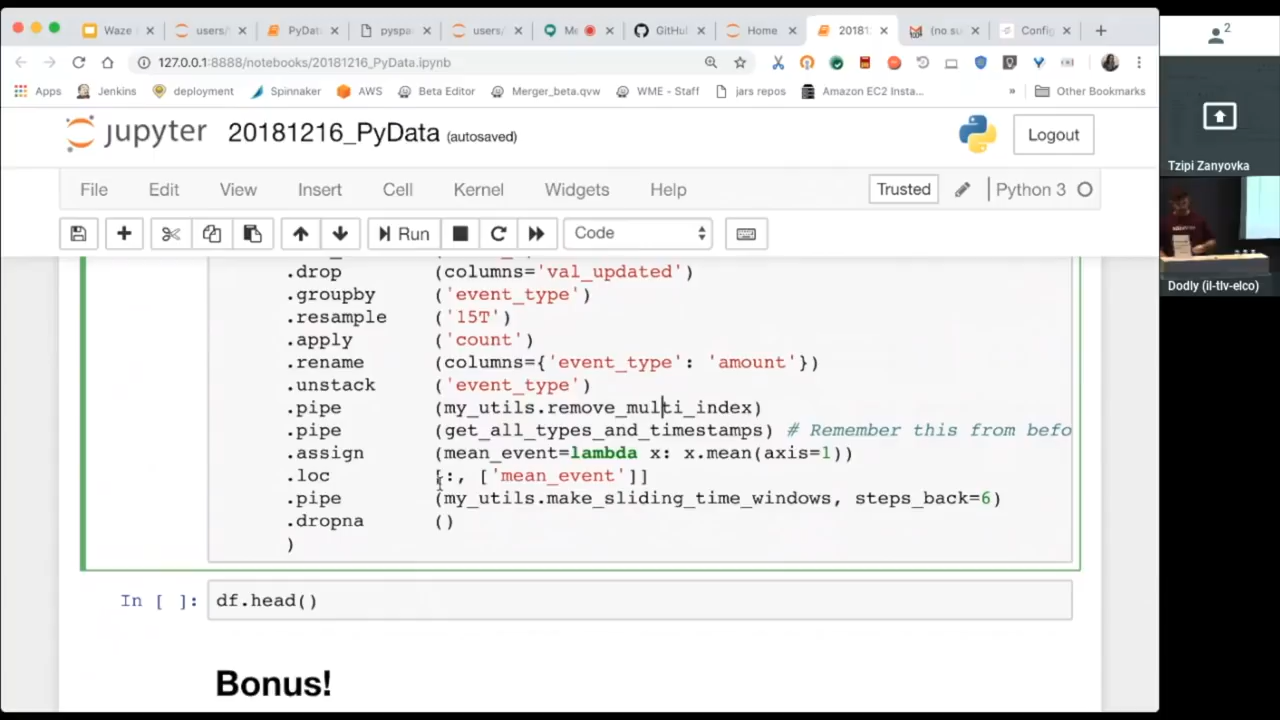 Waze
users/
PyData
pyspa
users/
Me
GitHub
Home
20181
(no su
Config
2
127.0.0.1:8888/notebooks/20181216_PyData.ipynb
Apps
Jenkins
deployment
Spinnaker
AWS
Beta Editor
Merger_beta.qvw
WME - Staff
jars repos
Amazon EC2 Insta...
»
Other Bookmarks
jupyter
20181216_PyData (autosaved)
Logout
File
Edit
View
Insert
Cell
Kernel
Widgets
Help
Trusted
Python 3
Run
Code
.drop (columns='val_updated')
.groupby ('event_type')
.resample ('15T')
.apply ('count')
.rename (columns={'event_type': 'amount'})
.unstack ('event_type')
.pipe (my_utils.remove_multi_index)
.pipe (get_all_types_and_timestamps) # Remember this from befo
.assign (mean_event=lambda x: x.mean(axis=1))
.loc [:, ['mean_event']]
.pipe (my_utils.make_sliding_time_windows, steps_back=6)
.dropna ()
)
In [ ]: df.head()
Bonus!
Tzipi Zanyovka
Dodly (il-tlv-elco)